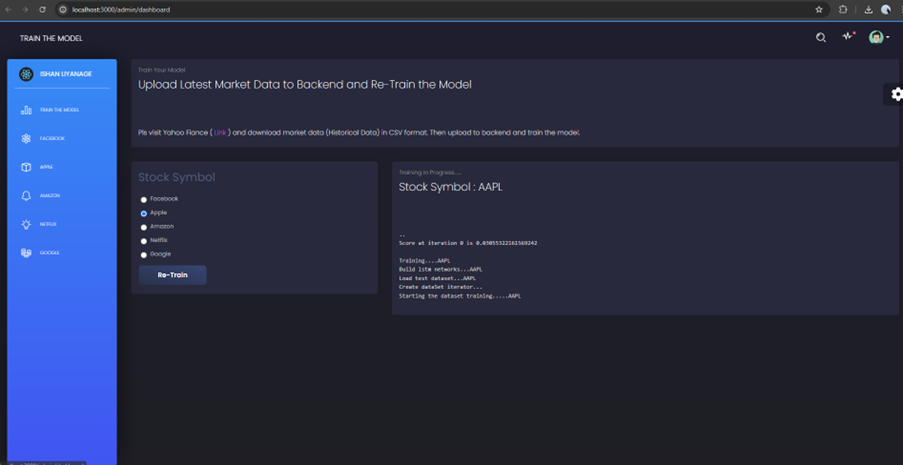 localhost:3000/admin/dashboard
TRAIN THE MODEL
ISHAN LIYANAGE
TRAIN THE MODEL
FACEBOOK
APPLE
AMAZON
NETFLIX
GOOGLE
Train Your Model
Upload Latest Market Data to Backend and Re-Train the Model
Pls visit Yahoo Fiance ( Link ) and download market data (Historical Data) in CSV format. Then upload to backend and train the model.
Stock Symbol
Facebook
Apple
Amazon
Netflix
Google
Re-Train
Training In Progress.....
Stock Symbol : AAPL
..
Score at iteration 0 is 0.03055322161569242
Training....AAPL
Build lstm networks...AAPL
Load test dataset...AAPL
Create dataSet iterator...
Starting the dataset training.....AAPL